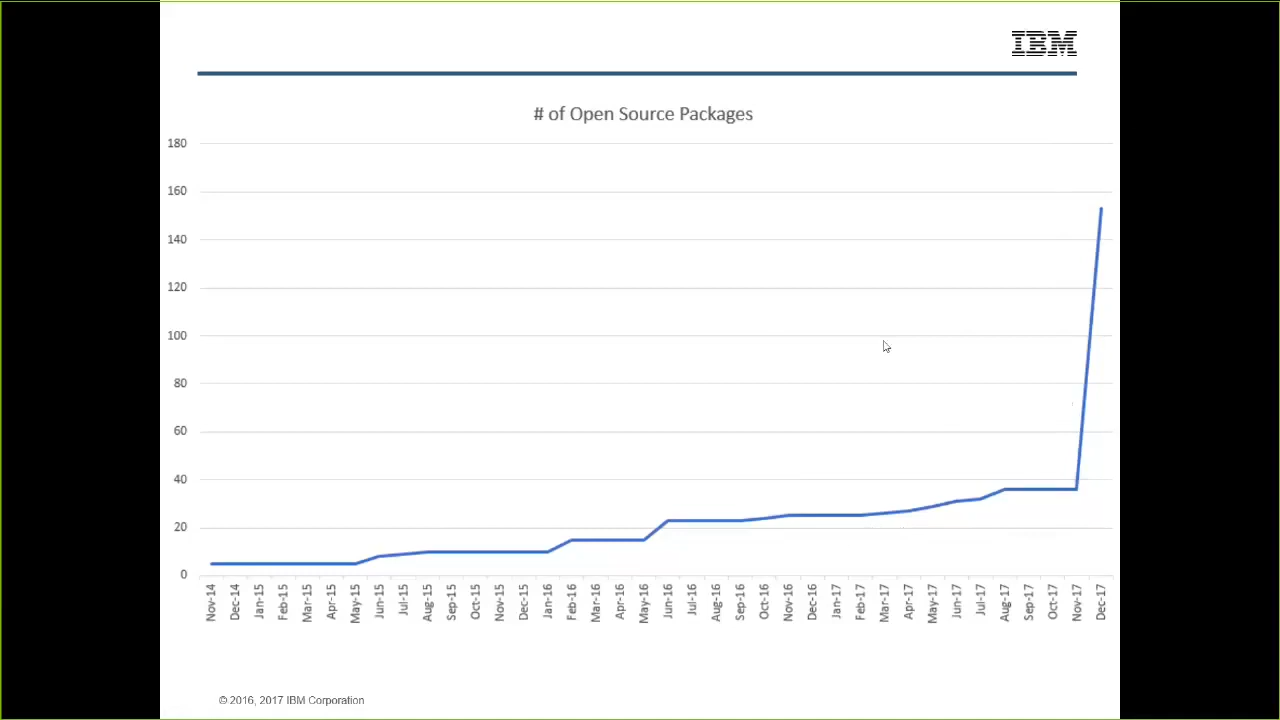 IBM
# of Open Source Packages
180
160
140
120
100
80
60
40
20
0
Nov-14
Dec-14
Jan-15
Feb-15
Mar-15
Apr-15
May-15
Jun-15
Jul-15
Aug-15
Sep-15
Oct-15
Nov-15
Dec-15
Jan-16
Feb-16
Mar-16
Apr-16
May-16
Jun-16
Jul-16
Aug-16
Sep-16
Oct-16
Nov-16
Dec-16
Jan-17
Feb-17
Mar-17
Apr-17
May-17
Jun-17
Jul-17
Aug-17
Sep-17
Oct-17
Nov-17
Dec-17
© 2016, 2017 IBM Corporation